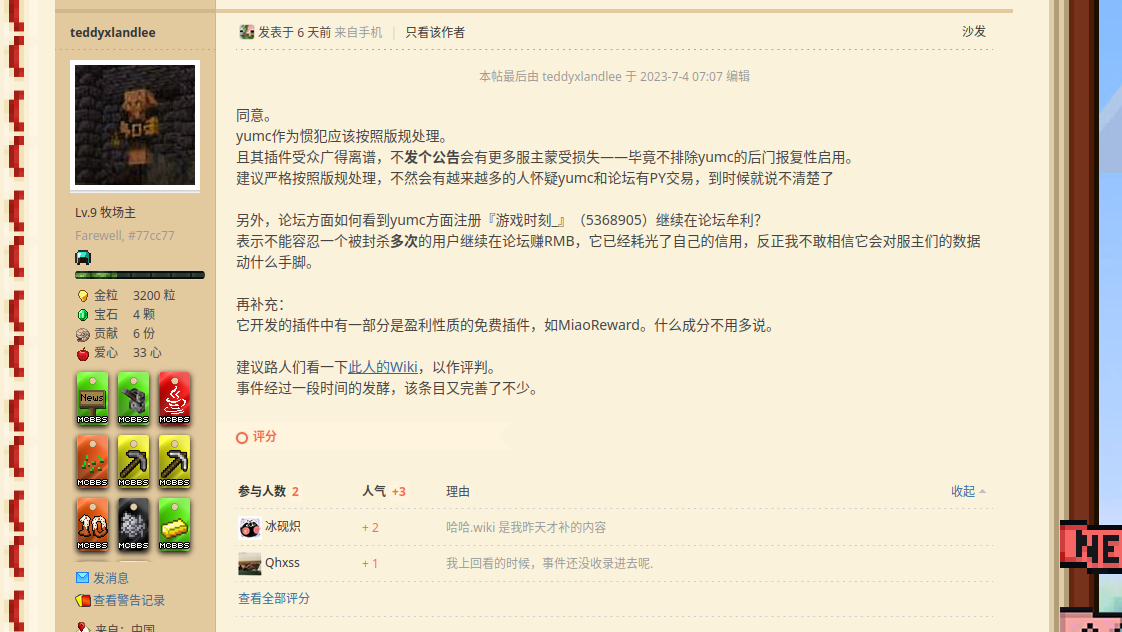 teddyxlandlee
发表于 6 天前 来自手机 | 只看该作者
沙发
本帖最后由 teddyxlandlee 于 2023-7-4 07:07 编辑
同意。
yumc作为惯犯应该按照版规处理。
且其插件受众广得离谱，不发个公告会有更多服主蒙受损失——毕竟不排除yumc的后门报复性启用。
建议严格按照版规处理，不然会有越来越多的人怀疑yumc和论坛有PY交易，到时候就说不清楚了
另外，论坛方面如何看到yumc方面注册『游戏时刻_』（5368905）继续在论坛牟利？
表示不能容忍一个被封杀多次的用户继续在论坛赚RMB，它已经耗光了自己的信用，反正我不敢相信它会对服主们的数据
动什么手脚。
再补充：
它开发的插件中有一部分是盈利性质的免费插件，如MiaoReward。什么成分不用多说。
建议路人们看一下此人的Wiki，以作评判。
事件经过一段时间的发酵，该条目又完善了不少。
评分
参与人数 2 人气 +3 理由 收起
冰砚炽 + 2 哈哈.wiki 是我昨天才补的内容
Qhxss + 1 我上回看的时候，事件还没收录进去呢.
查看全部评分
Lv.9 牧场主
Farewell, #77cc77
金粒 3200 粒
宝石 4 颗
贡献 6 份
爱心 33 心
News
MCBBS MCBBS MCBBS
MCBBS MCBBS MCBBS
10
MCBBS MCBBS MCBBS
发消息
查看警告记录
来自：中国
NE